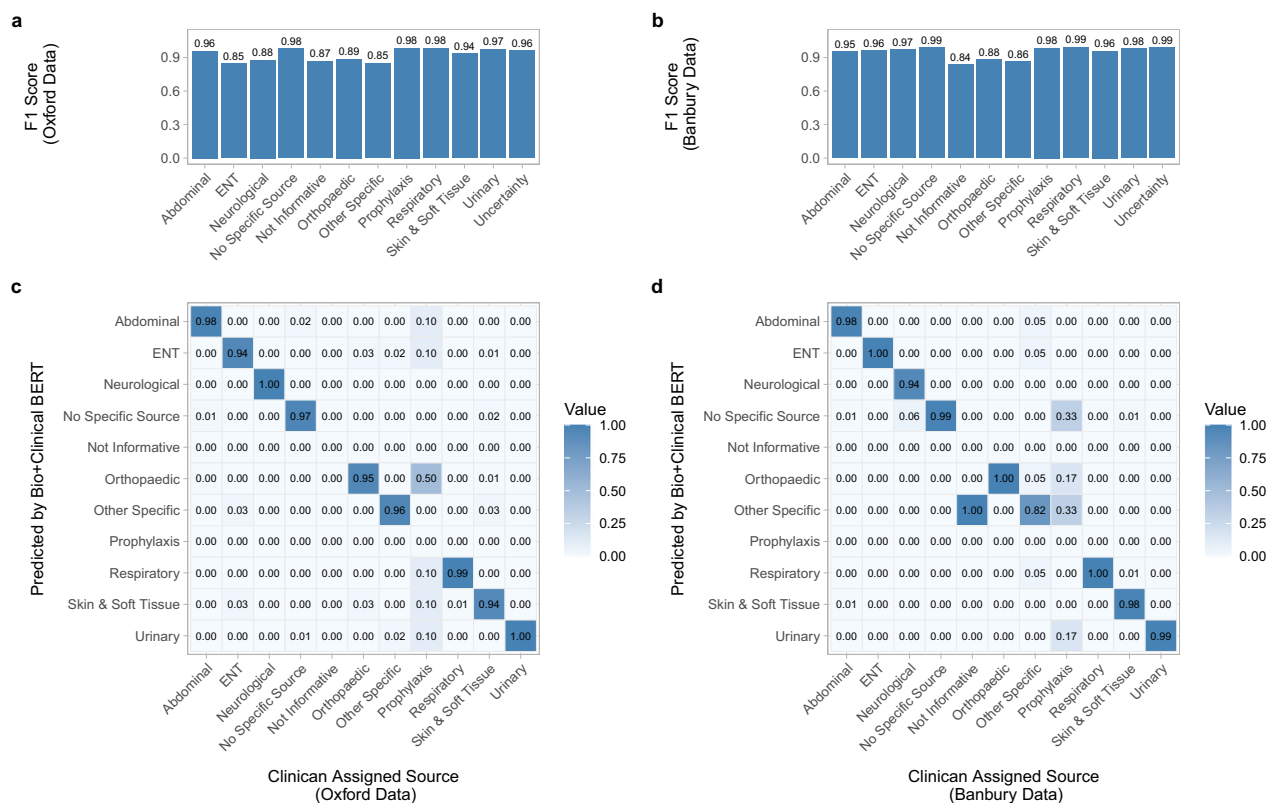 a
F1 Score
(Oxford Data)
0.9
0.6
0.3
0.0
0.96 0.85 0.88 0.98 0.87 0.89 0.85 0.98 0.98 0.94 0.97 0.96
Abdominal
ENT
Neurological
No Specific Source
Not Informative
Orthopaedic
Other Specific
Prophylaxis
Respiratory
Skin & Soft Tissue
Urinary
Uncertainty
b
F1 Score
(Banbury Data)
0.9
0.6
0.3
0.0
0.95 0.96 0.97 0.99 0.84 0.88 0.86 0.98 0.99 0.96 0.98 0.99
Abdominal
ENT
Neurological
No Specific Source
Not Informative
Orthopaedic
Other Specific
Prophylaxis
Respiratory
Skin & Soft Tissue
Urinary
Uncertainty
c
Predicted by Bio+Clinical BERT
Abdominal 0.98 0.00 0.00 0.02 0.00 0.00 0.00 0.10 0.00 0.00 0.00
ENT 0.00 0.94 0.00 0.00 0.00 0.03 0.02 0.10 0.00 0.01 0.00
Neurological 0.00 0.00 1.00 0.00 0.00 0.00 0.00 0.00 0.00 0.00 0.00
No Specific Source 0.01 0.00 0.00 0.97 0.00 0.00 0.00 0.00 0.00 0.02 0.00
Not Informative 0.00 0.00 0.00 0.00 0.00 0.00 0.00 0.00 0.00 0.00 0.00
Orthopaedic 0.00 0.00 0.00 0.00 0.00 0.95 0.00 0.50 0.00 0.01 0.00
Other Specific 0.00 0.03 0.00 0.00 0.00 0.00 0.96 0.00 0.00 0.03 0.00
Prophylaxis 0.00 0.00 0.00 0.00 0.00 0.00 0.00 0.00 0.00 0.00 0.00
Respiratory 0.00 0.00 0.00 0.00 0.00 0.00 0.00 0.10 0.99 0.00 0.00
Skin & Soft Tissue 0.00 0.03 0.00 0.00 0.00 0.03 0.00 0.10 0.01 0.94 0.00
Urinary 0.00 0.00 0.00 0.01 0.00 0.00 0.02 0.10 0.00 0.00 1.00
Abdominal
ENT
Neurological
No Specific Source
Not Informative
Orthopaedic
Other Specific
Prophylaxis
Respiratory
Skin & Soft Tissue
Urinary
Clinican Assigned Source
(Oxford Data)
Value
1.00
0.75
0.50
0.25
0.00
d
Predicted by Bio+Clinical BERT
Abdominal 0.98 0.00 0.00 0.00 0.00 0.00 0.05 0.00 0.00 0.00 0.00
ENT 0.00 1.00 0.00 0.00 0.00 0.00 0.05 0.00 0.00 0.00 0.00
Neurological 0.00 0.00 0.94 0.00 0.00 0.00 0.00 0.00 0.00 0.00 0.00
No Specific Source 0.01 0.00 0.06 0.99 0.00 0.00 0.00 0.33 0.00 0.01 0.00
Not Informative 0.00 0.00 0.00 0.00 0.00 0.00 0.00 0.00 0.00 0.00 0.00
Orthopaedic 0.00 0.00 0.00 0.00 0.00 1.00 0.05 0.17 0.00 0.00 0.00
Other Specific 0.00 0.00 0.00 0.00 1.00 0.00 0.82 0.33 0.00 0.00 0.00
Prophylaxis 0.00 0.00 0.00 0.00 0.00 0.00 0.00 0.00 0.00 0.00 0.00
Respiratory 0.00 0.00 0.00 0.00 0.00 0.00 0.05 0.00 1.00 0.01 0.00
Skin & Soft Tissue 0.01 0.00 0.00 0.00 0.00 0.00 0.00 0.00 0.00 0.98 0.00
Urinary 0.00 0.00 0.00 0.00 0.00 0.00 0.00 0.17 0.00 0.00 0.99
Abdominal
ENT
Neurological
No Specific Source
Not Informative
Orthopaedic
Other Specific
Prophylaxis
Respiratory
Skin & Soft Tissue
Urinary
Clinican Assigned Source
(Banbury Data)
Value
1.00
0.75
0.50
0.25
0.00